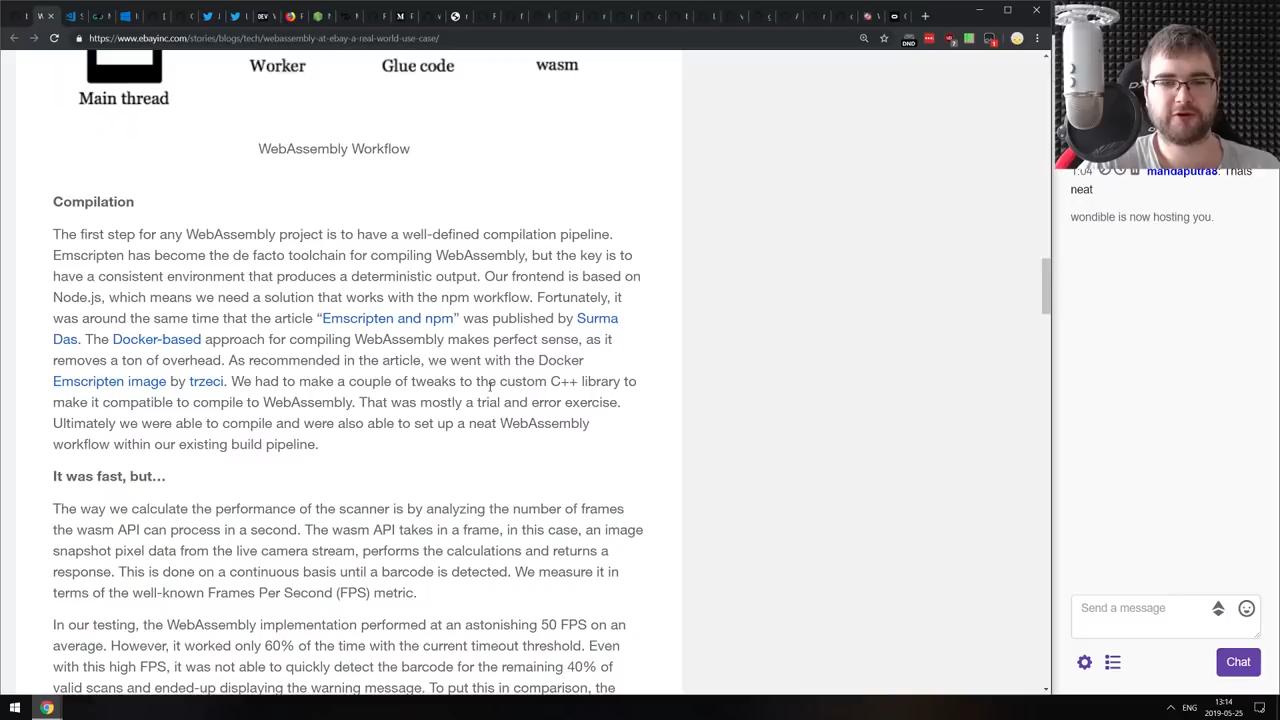 https://www.ebayinc.com/stories/blogs/tech/webassembly-at-ebay-a-real-world-use-case/
DND
Worker
Glue code
wasm
Main thread
WebAssembly Workflow
Compilation
The first step for any WebAssembly project is to have a well-defined compilation pipeline.
Emscripten has become the de facto toolchain for compiling WebAssembly, but the key is to
have a consistent environment that produces a deterministic output. Our frontend is based on
Node.js, which means we need a solution that works with the npm workflow. Fortunately, it
was around the same time that the article “Emscripten and npm” was published by Surma
Das. The Docker-based approach for compiling WebAssembly makes perfect sense, as it
removes a ton of overhead. As recommended in the article, we went with the Docker
Emscripten image by trzeci. We had to make a couple of tweaks to the custom C++ library to
make it compatible to compile to WebAssembly. That was mostly a trial and error exercise.
Ultimately we were able to compile and were also able to set up a neat WebAssembly
workflow within our existing build pipeline.
It was fast, but…
The way we calculate the performance of the scanner is by analyzing the number of frames
the wasm API can process in a second. The wasm API takes in a frame, in this case, an image
snapshot pixel data from the live camera stream, performs the calculations and returns a
response. This is done on a continuous basis until a barcode is detected. We measure it in
terms of the well-known Frames Per Second (FPS) metric.
In our testing, the WebAssembly implementation performed at an astonishing 50 FPS on an
average. However, it worked only 60% of the time with the current timeout threshold. Even
with this high FPS, it was not able to quickly detect the barcode for the remaining 40% of
valid scans and ended-up displaying the warning message. To put this in comparison, the
1:04 mandaputra8: Thats
neat
wondible is now hosting you.
Send a message
Chat
ENG
13:14
2019-05-25